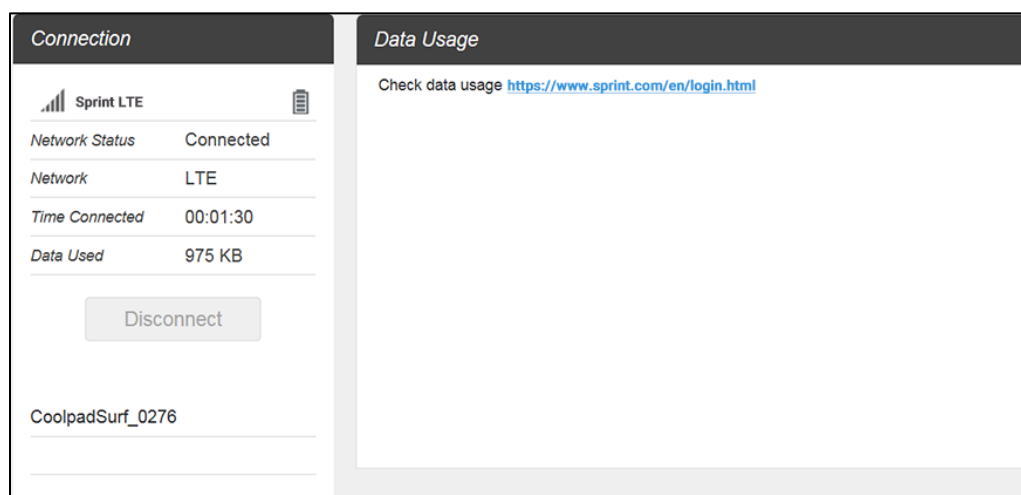 Connection
Sprint LTE
Network Status Connected
Network LTE
Time Connected 00:01:30
Data Used 975 KB
Disconnect
CoolpadSurf_0276
Data Usage
Check data usage https://www.sprint.com/en/login.html